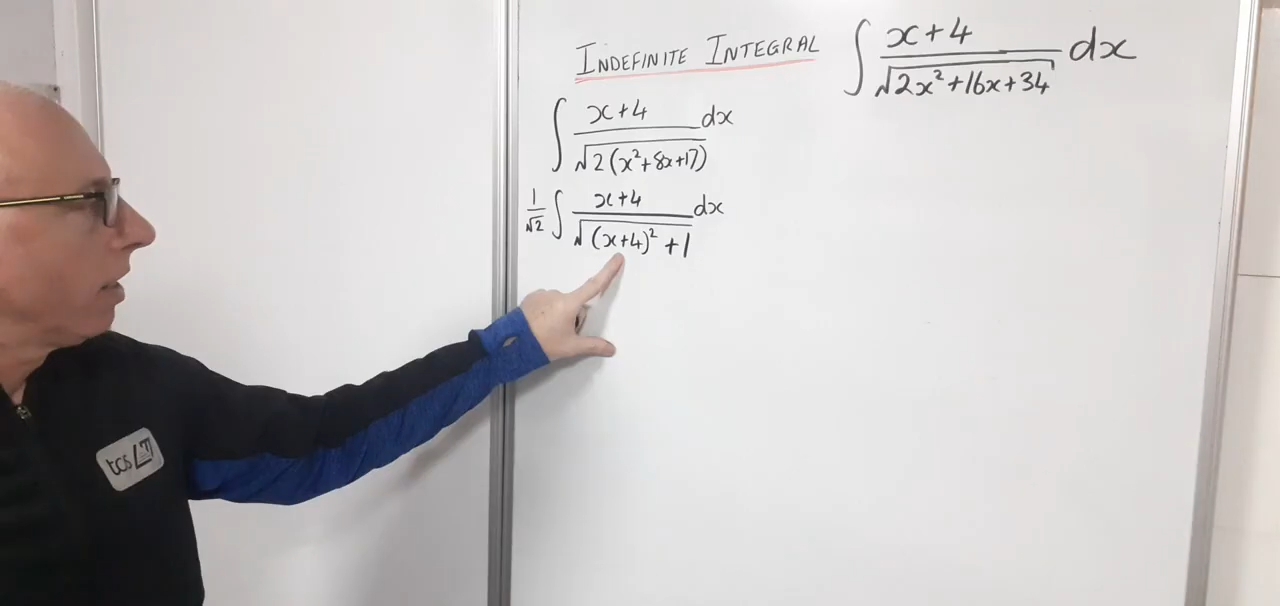 INDEFINITE INTEGRAL
∫ x+4 / √2x²+16x+34 dx
∫ x+4 / √2(x²+8x+17) dx
1/√2 ∫ x+4 / √(x+4)²+1 dx
tcs